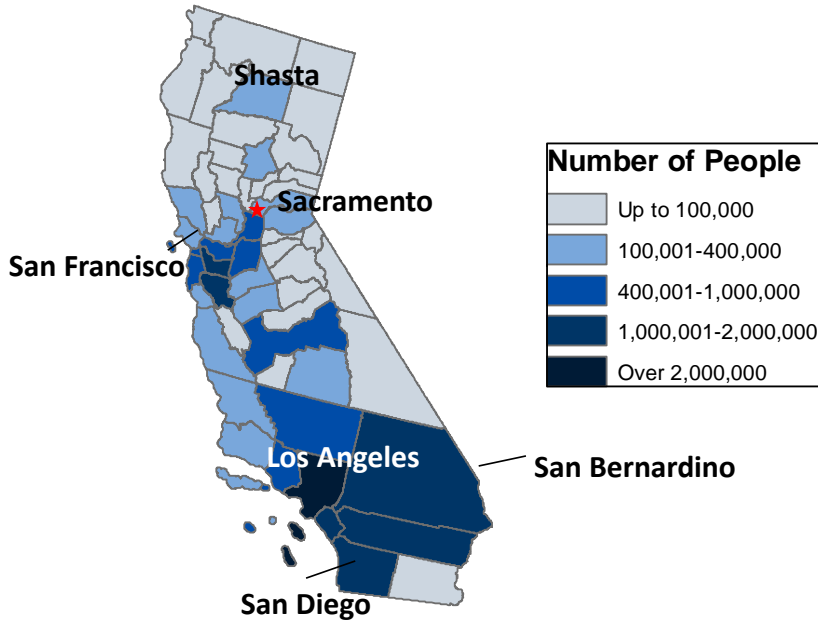 Shasta
Number of People
Up to 100,000
Sacramento
100,001-400,000
San Francisco
400,001-1,000,000
1,000,001-2,000,000
Over 2,000,000
Los Angeles
San Bernardino
San Diego